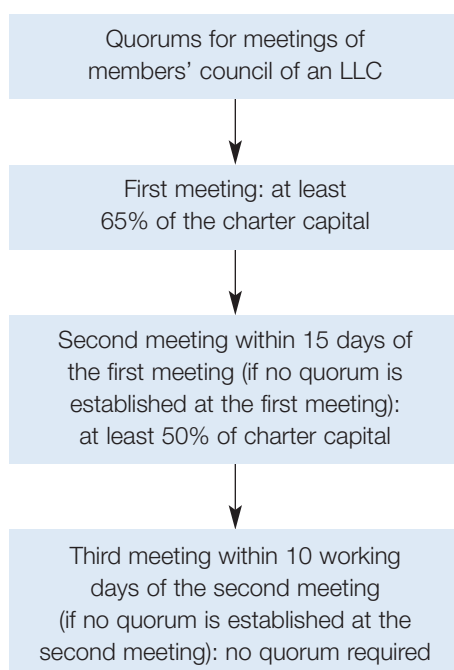 Quorums for meetings of
members’ council of an LLC
First meeting: at least
65% of the charter capital
Second meeting within 15 days of
the first meeting (if no quorum is
established at the first meeting):
at least 50% of charter capital
Third meeting within 10 working
days of the second meeting
(if no quorum is established at the
second meeting): no quorum required